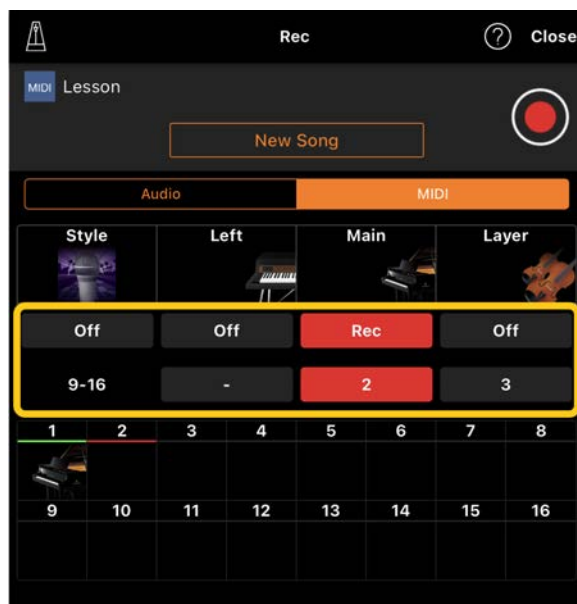 Rec
? Close
MIDI Lesson
New Song
Audio MIDI
Style Left Main Layer
Off Off Rec Off
9-16 - 2 3
1 2 3 4 5 6 7 8
9 10 11 12 13 14 15 16